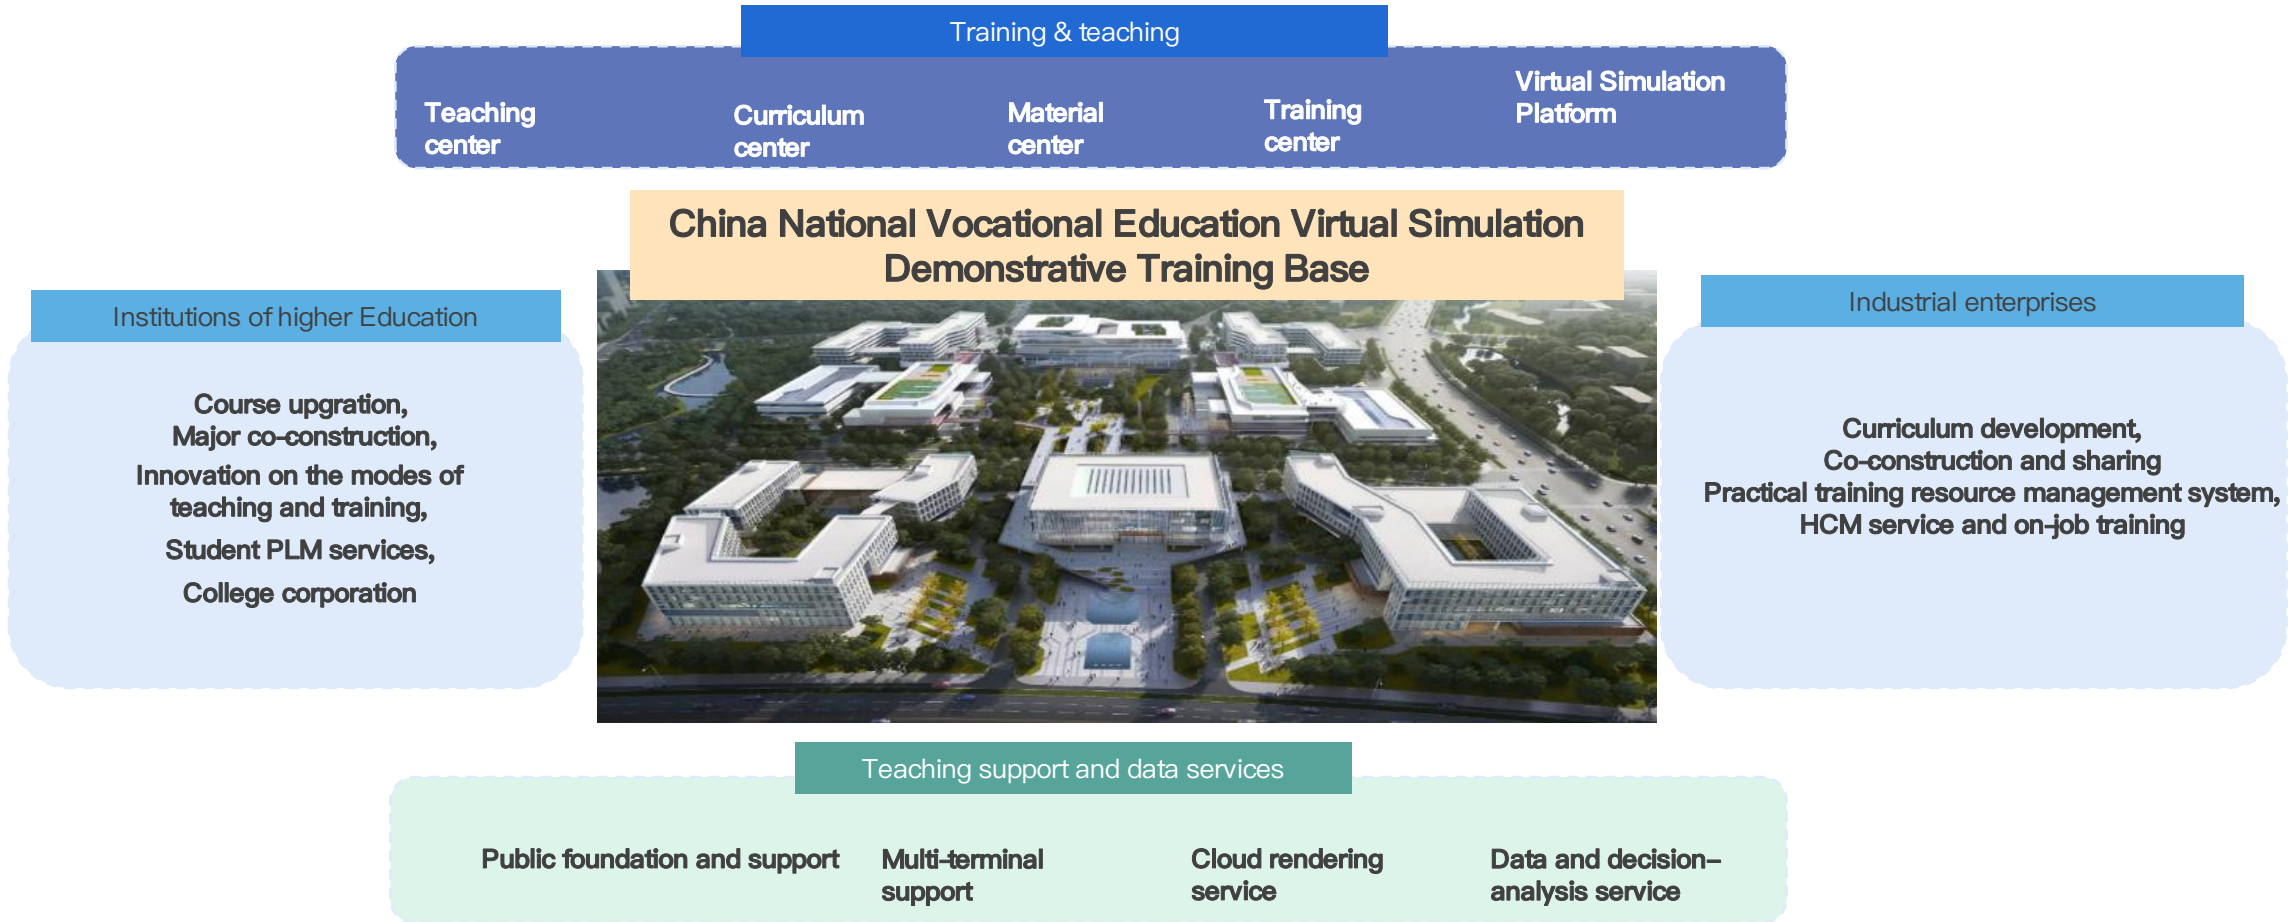 Training & teaching
Teaching
center
Curriculum
center
Material
center
Training
center
Virtual Simulation
Platform
China National Vocational Education Virtual Simulation
Demonstrative Training Base
Institutions of higher Education
Course upgration,
Major co-construction,
Innovation on the modes of
teaching and training,
Student PLM services,
College corporation
Industrial enterprises
Curriculum development,
Co-construction and sharing
Practical training resource management system,
HCM service and on-job training
Teaching support and data services
Public foundation and support
Multi-terminal
support
Cloud rendering
service
Data and decision-
analysis service